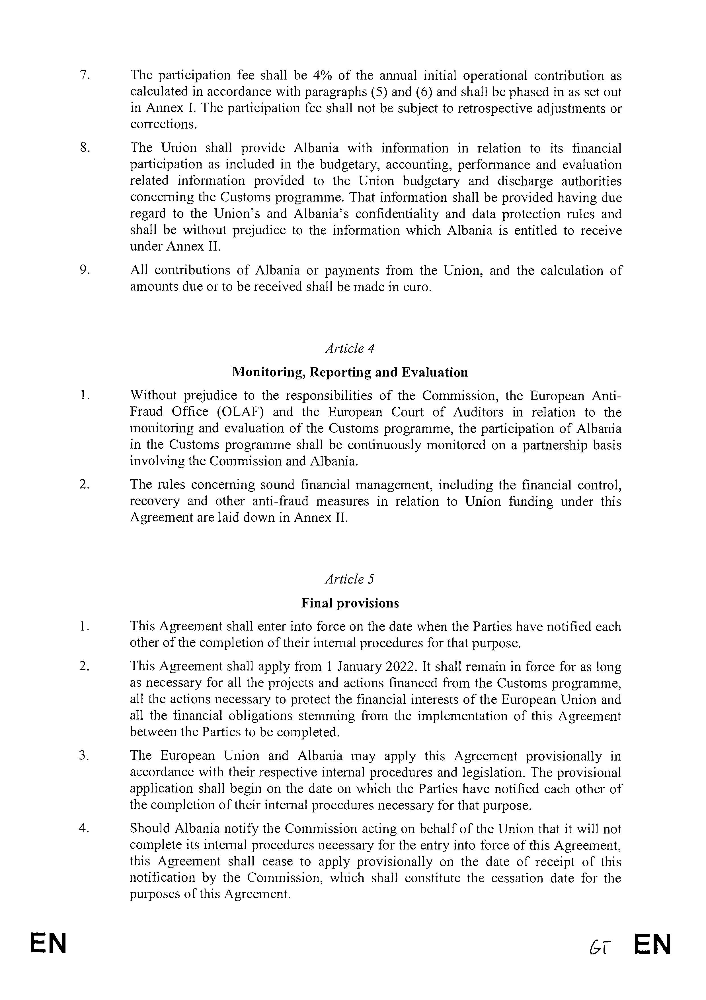 7. The participation fee shall be 4% of the annual initial operational contribution as
calculated in accordance with paragraphs (5) and (6) and shall be phased in as set out
in Annex I. The participation fee shall not be subject to retrospective adjustments or
corrections.
8. The Union shall provide Albania with information in relation to its financial
participation as included in the budgetary, accounting, performance and evaluation
related information provided to the Union budgetary and discharge authorities
concerning the Customs programme. That information shall be provided having due
regard to the Union's and Albania's confidentiality and data protection rules and
shall be without prejudice to the information which Albania is entitled to receive
under Annex II.
9. All contributions of Albania or payments from the Union, and the calculation of
amounts due or to be received shall be made in euro.
Article 4
Monitoring, Reporting and Evaluation
1. Without prejudice to the responsibilities of the Commission, the European Anti-
Fraud Office (OLAF) and the European Court of Auditors in relation to the
monitoring and evaluation of the Customs programme, the participation of Albania
in the Customs programme shall be continuously monitored on a partnership basis
involving the Commission and Albania.
2. The rules concerning sound financial management, including the financial control,
recovery and other anti-fraud measures in relation to Union funding under this
Agreement are laid down in Annex II.
Article 5
Final provisions
1. This Agreement shall enter into force on the date when the Parties have notified each
other of the completion of their internal procedures for that purpose.
2. This Agreement shall apply from 1 January 2022. It shall remain in force for as long
as necessary for all the projects and actions financed from the Customs programme,
all the actions necessary to protect the financial interests of the European Union and
all the financial obligations stemming from the implementation of this Agreement
between the Parties to be completed.
3. The European Union and Albania may apply this Agreement provisionally in
accordance with their respective internal procedures and legislation. The provisional
application shall begin on the date on which the Parties have notified each other of
the completion of their internal procedures necessary for that purpose.
4. Should Albania notify the Commission acting on behalf of the Union that it will not
complete its internal procedures necessary for the entry into force of this Agreement,
this Agreement shall cease to apply provisionally on the date of receipt of this
notification by the Commission, which shall constitute the cessation date for the
purposes of this Agreement.
EN GT EN